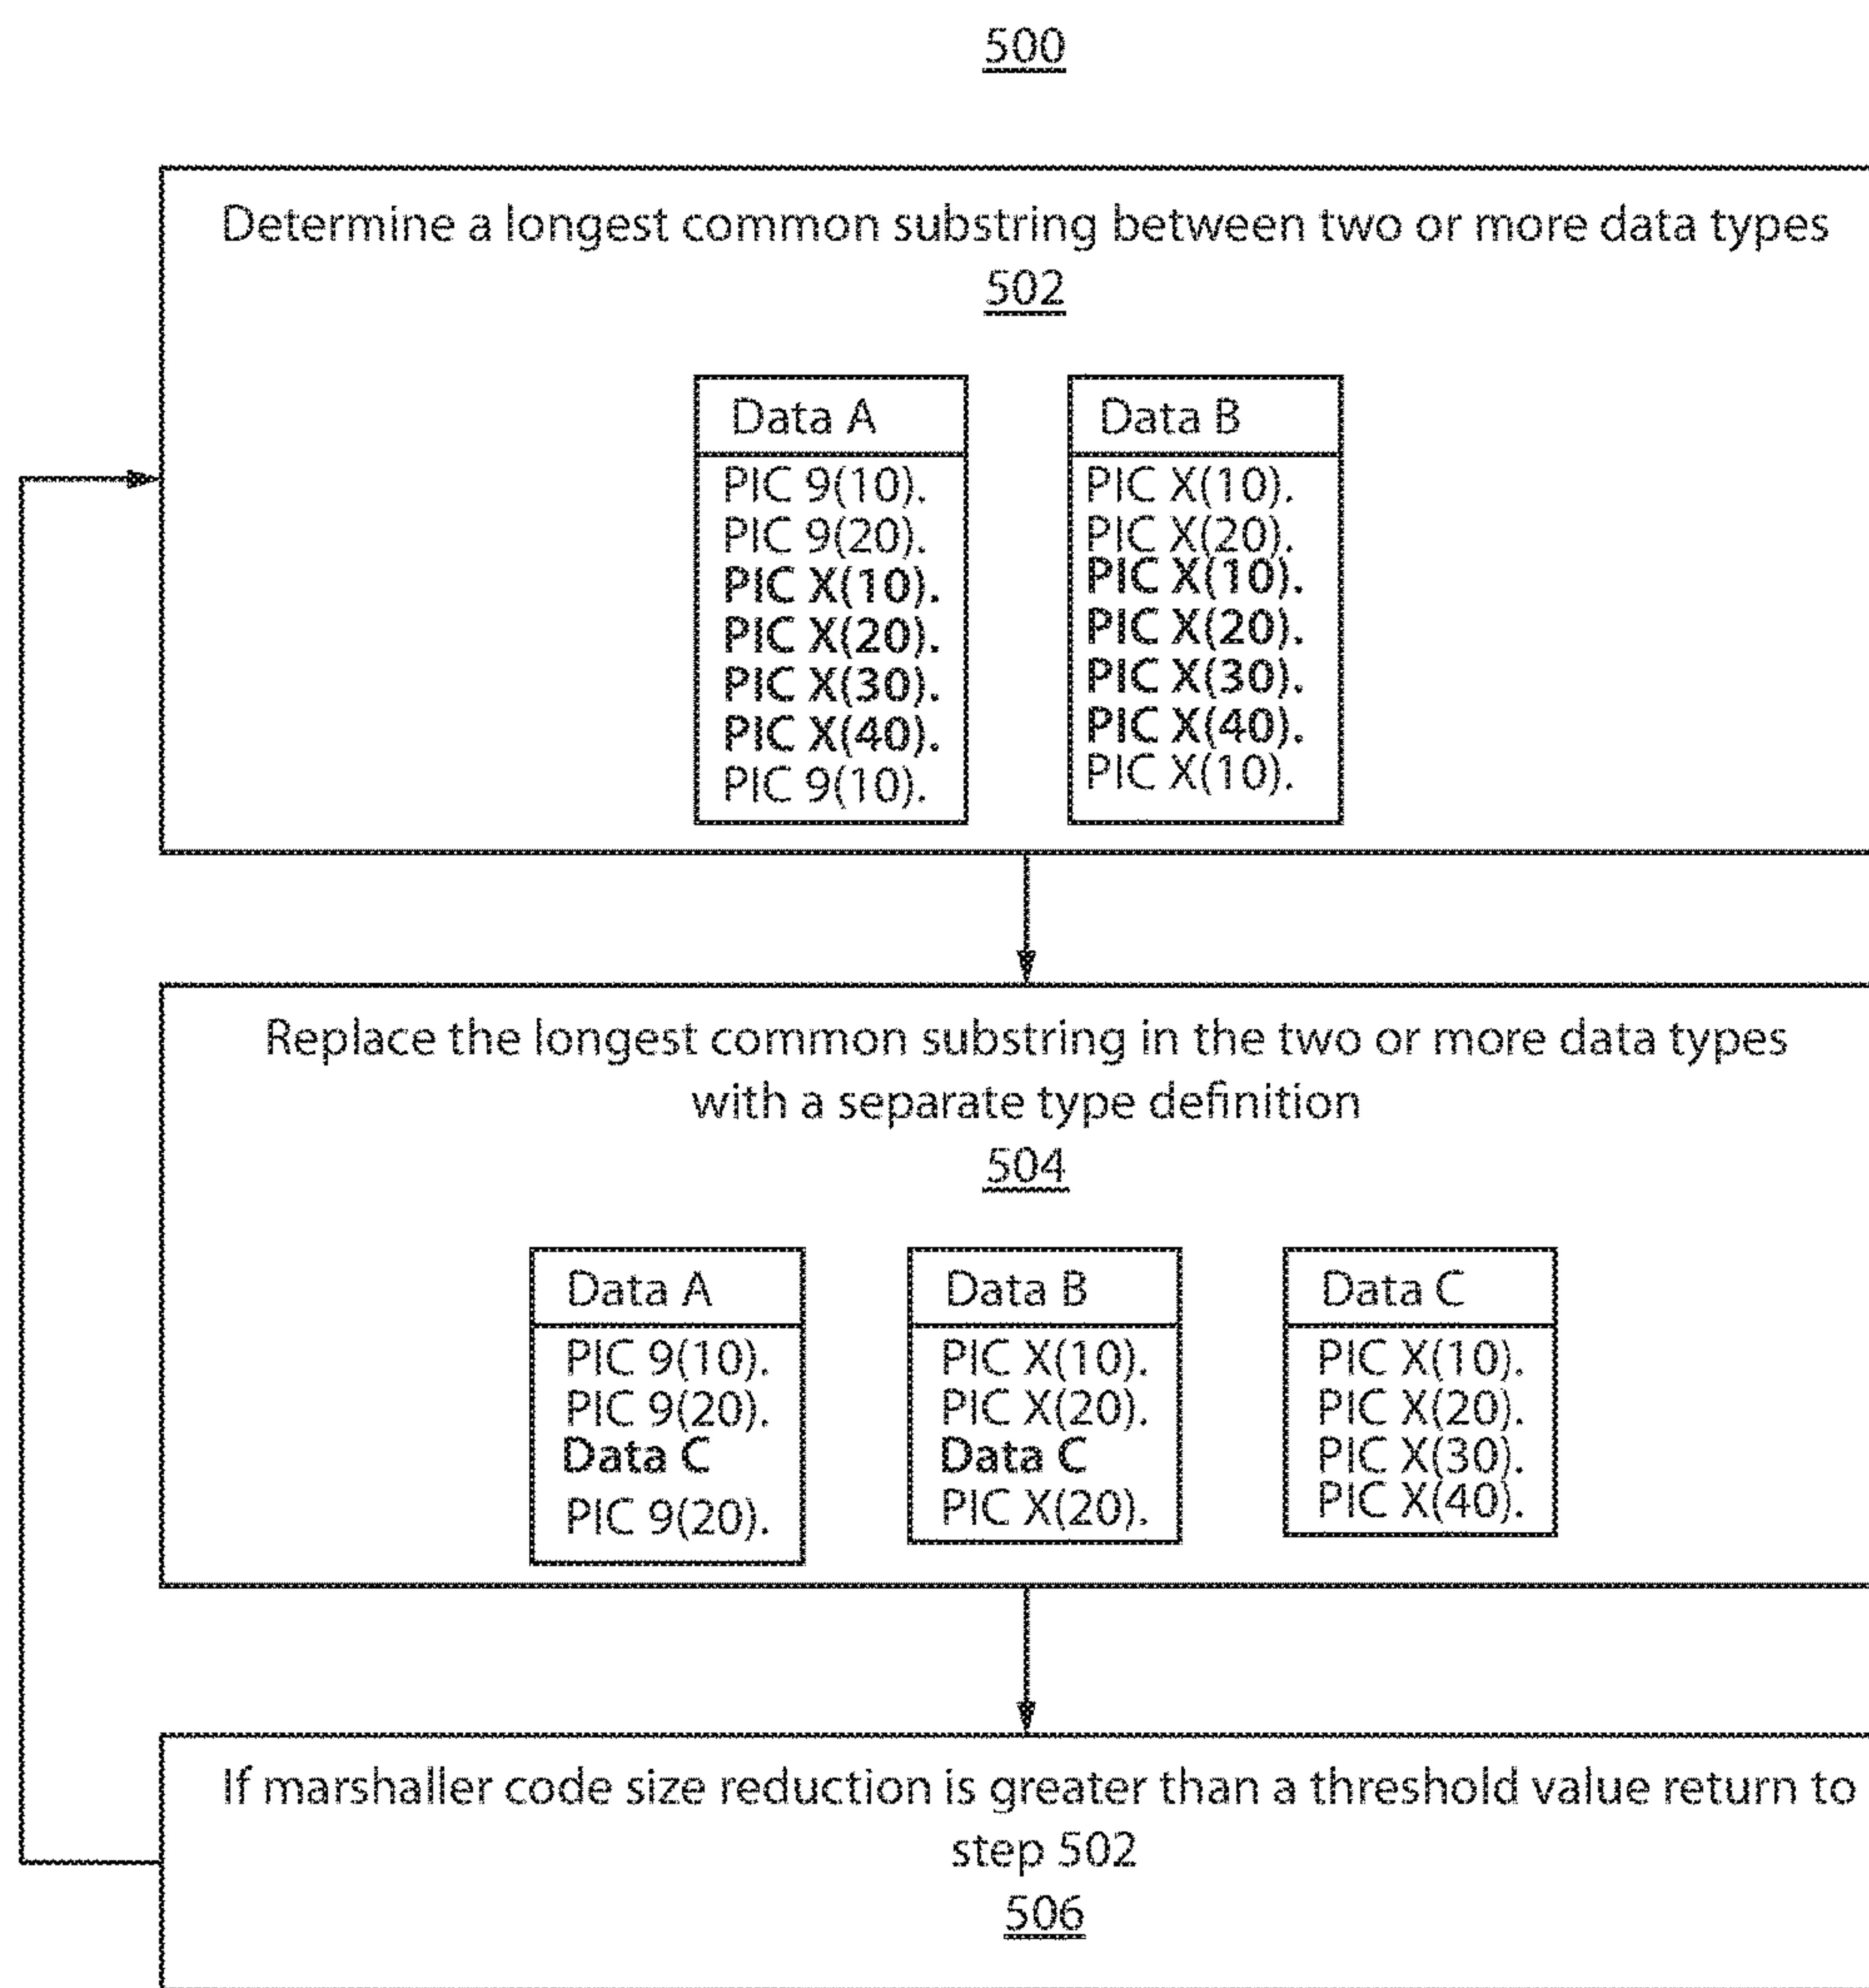 500
Determine a longest common substring between two or more data types
502
Data A
PIC 9(10).
PIC 9(20).
PIC X(10).
PIC X(20).
PIC X(30).
PIC X(40).
PIC 9(10).
Data B
PIC X(10).
PIC X(20).
PIC X(10).
PIC X(20).
PIC X(30).
PIC X(40).
PIC X(10).
Replace the longest common substring in the two or more data types
with a separate type definition
504
Data A
PIC 9(10).
PIC 9(20).
Data C
PIC 9(20).
Data B
PIC X(10).
PIC X(20).
Data C
PIC X(20).
Data C
PIC X(10).
PIC X(20).
PIC X(30).
PIC X(40).
If marshaller code size reduction is greater than a threshold value return to
step 502
506